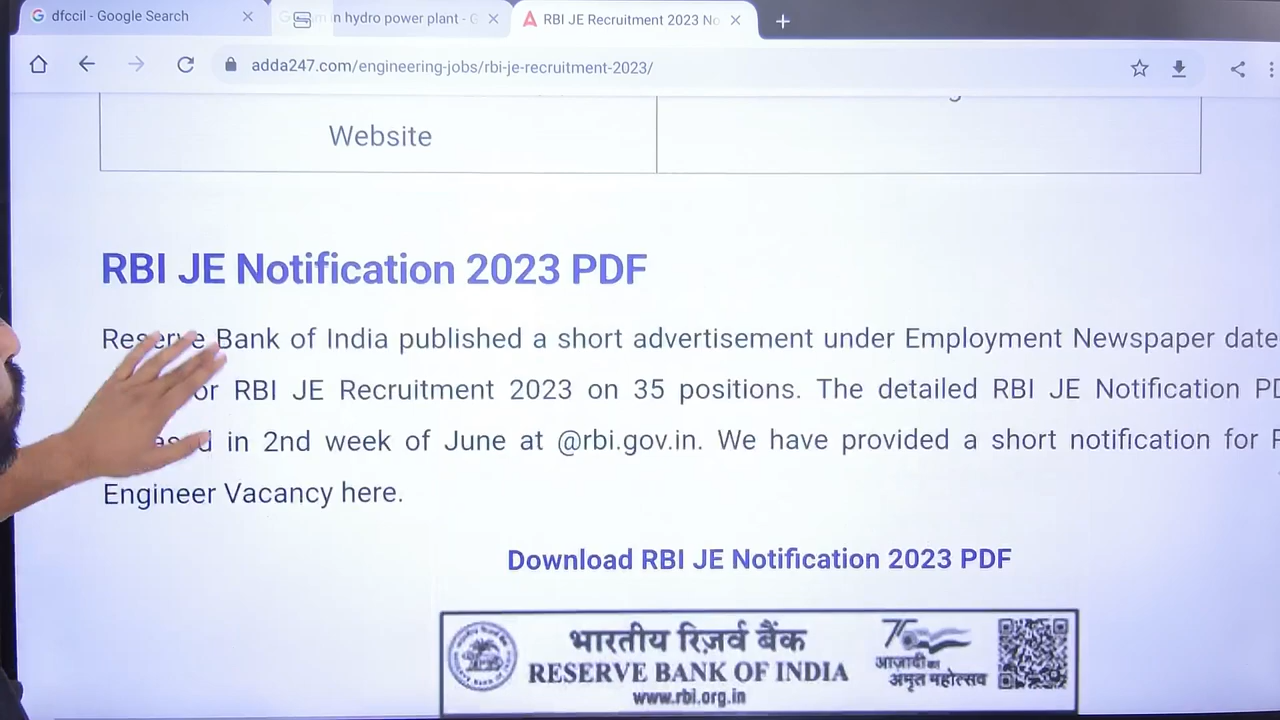 dfccil - Google Search
in hydro power plant - G
RBI JE Recruitment 2023 No
adda247.com/engineering-jobs/rbi-je-recruitment-2023/
Website
RBI JE Notification 2023 PDF
Reserve Bank of India published a short advertisement under Employment Newspaper date
or RBI JE Recruitment 2023 on 35 positions. The detailed RBI JE Notification PD
in 2nd week of June at @rbi.gov.in. We have provided a short notification for
Engineer Vacancy here.
Download RBI JE Notification 2023 PDF
भारतीय रिज़र्व बैंक
RESERVE BANK OF INDIA
www.rbi.org.in
75
आज़ादी का
अमृत महोत्सव